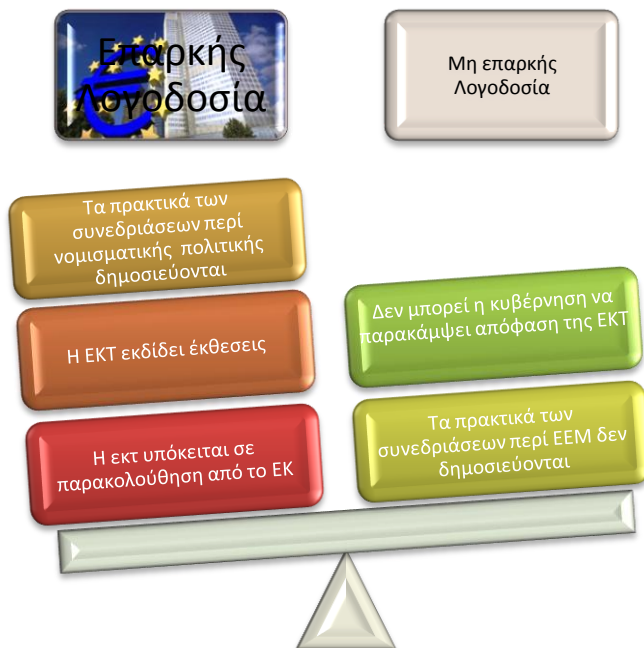 Επαρκής
Λογοδοσία
Μη επαρκής
Λογοδοσία
Τα πρακτικά των
συνεδριάσεων περί
νομισματικής πολιτικής
δημοσιεύονται
Η ΕΚΤ εκδίδει έκθεσεις
Η εκτ υπόκειται σε
παρακολούθηση από το ΕΚ
Δεν μπορεί η κυβέρνηση να
παρακάμψει απόφαση της ΕΚΤ
Τα πρακτικά των
συνεδριάσεων περί ΕΕΜ δεν
δημοσιεύονται